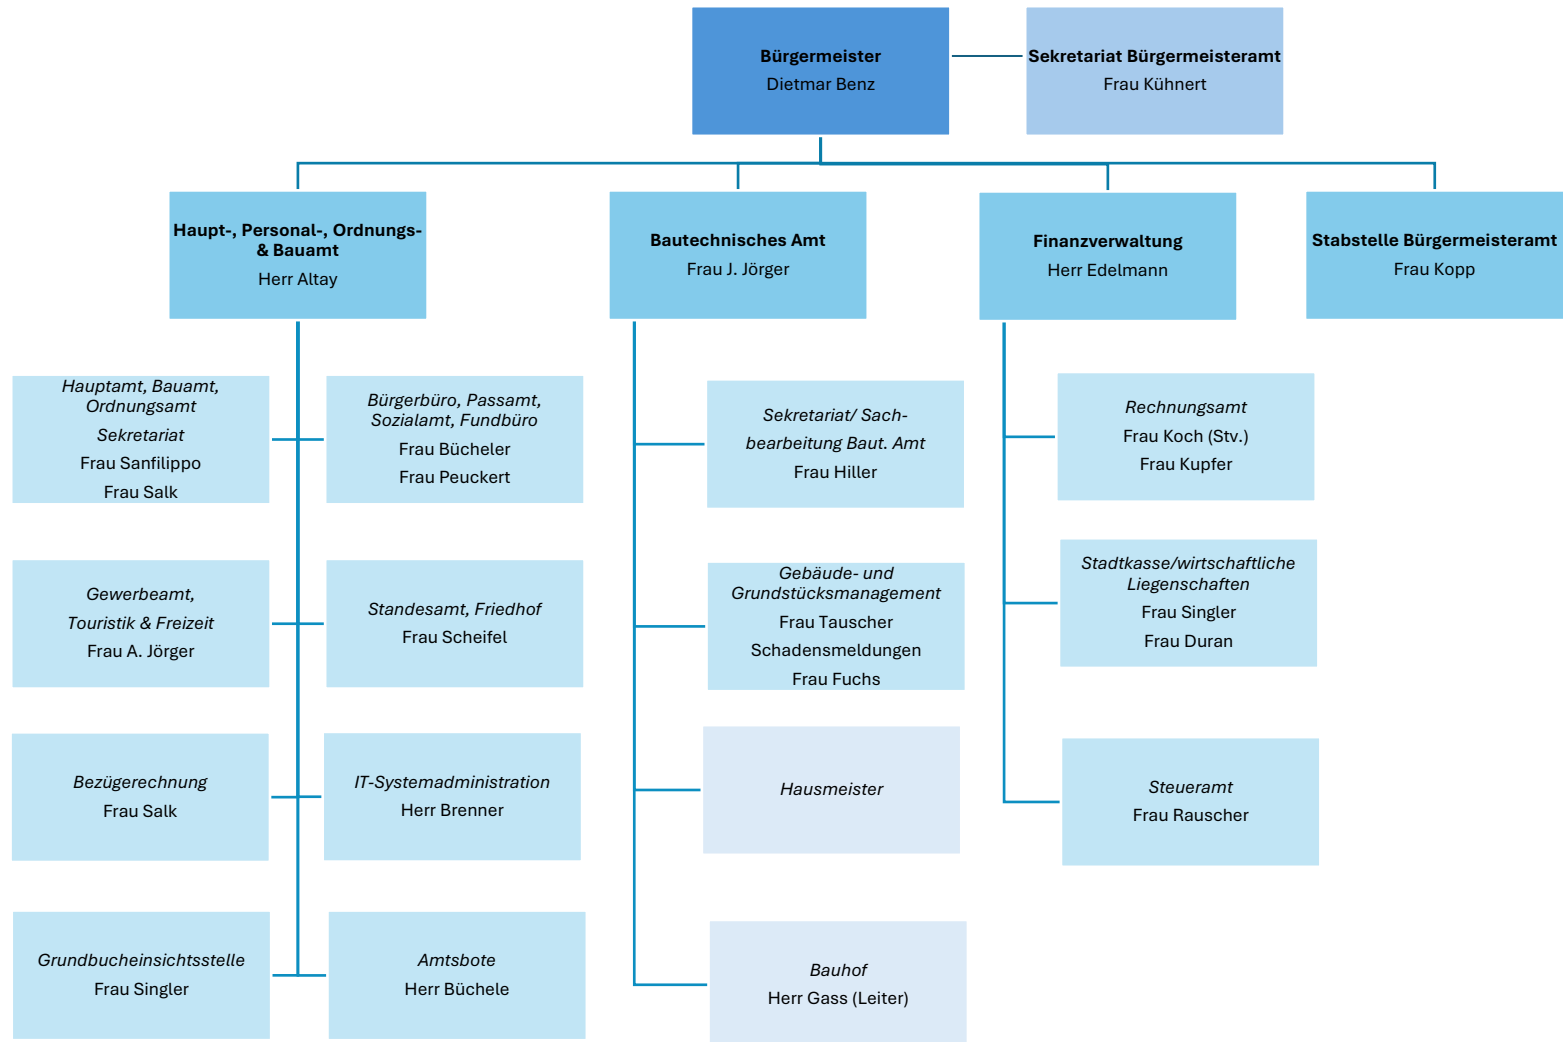 Bürgermeister
Dietmar Benz
Sekretariat Bürgermeisteramt
Frau Kühnert
Haupt-, Personal-, Ordnungs-
& Bauamt
Herr Altay
Bautechnisches Amt
Frau J. Jörger
Finanzverwaltung
Herr Edelmann
Stabstelle Bürgermeisteramt
Frau Kopp
Hauptamt, Bauamt,
Ordnungsamt
Sekretariat
Frau Sanfilippo
Frau Salk
Bürgerbüro, Passamt,
Sozialamt, Fundbüro
Frau Bücheler
Frau Peuckert
Sekretariat/ Sach-
bearbeitung Baut. Amt
Frau Hiller
Rechnungsamt
Frau Koch (Stv.)
Frau Kupfer
Gewerbeamt,
Touristik & Freizeit
Frau A. Jörger
Standesamt, Friedhof
Frau Scheifel
Gebäude- und
Grundstücksmanagement
Frau Tauscher
Schadensmeldungen
Frau Fuchs
Stadtkasse/wirtschaftliche
Liegenschaften
Frau Singler
Frau Duran
Bezügerechnung
Frau Salk
IT-Systemadministration
Herr Brenner
Hausmeister
Steueramt
Frau Rauscher
Grundbucheinsichtsstelle
Frau Singler
Amtsbote
Herr Büchele
Bauhof
Herr Gass (Leiter)